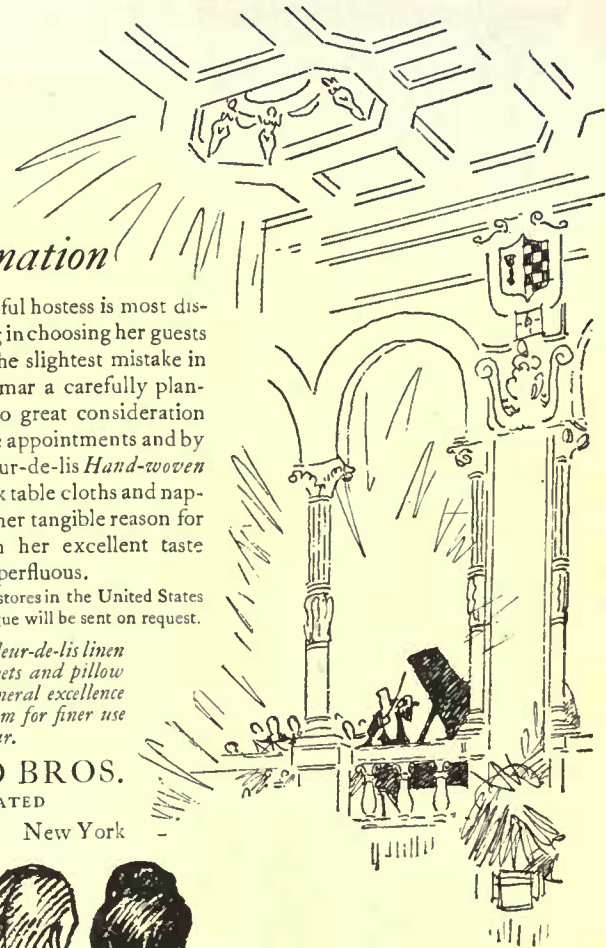 nation
ful hostess is most dis-
g in choosing her guests
he slightest mistake in
mar a carefully plan-
o great consideration
e appointments and by
ur-de-lis Hand-woven
k table cloths and nap-
her tangible reason for
n her excellent taste
perfluous.
stores in the United States
gue will be sent on request.
leur-de-lis linen
ets and pillow
neral excellence
m for finer use
ur.
D BROS.
ATED
New York